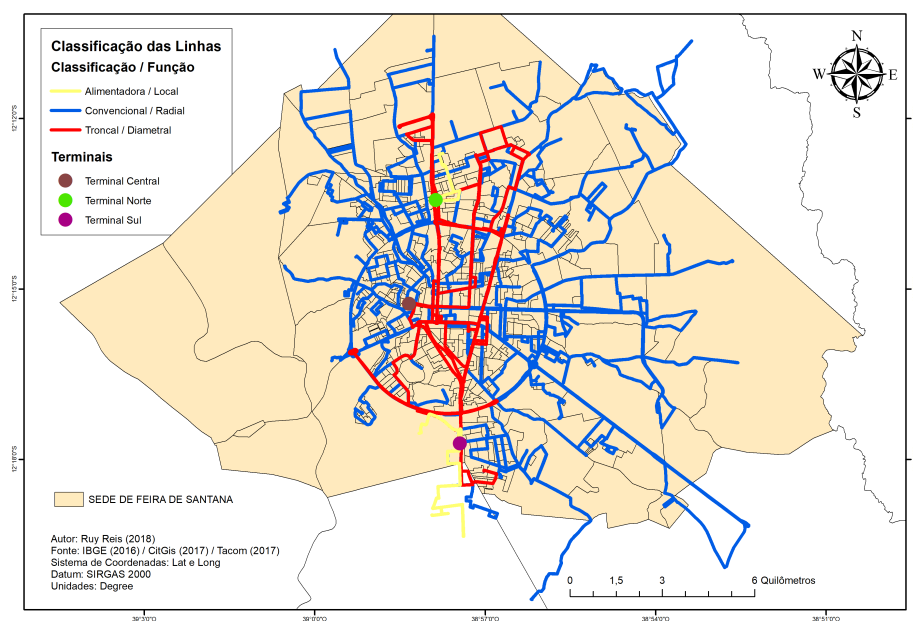 Classificação das Linhas
Classificação / Função
Alimentadora / Local
Convencional / Radial
Troncal / Diametral
Terminais
Terminal Central
Terminal Norte
Terminal Sul
N
W
E
S
12°12'0"S
12°15'0"S
12°18'0"S
SEDE DE FEIRA DE SANTANA
Autor: Ruy Reis (2018)
Fonte: IBGE (2016) / CitGis (2017) / Tacom (2017)
Sistema de Coordenadas: Lat e Long
Datum: SIRGAS 2000
Unidades: Degree
0 1,5 3 6 Quilômetros
39°3'0"O 39°0'0"O 38°57'0"O 38°54'0"O 38°51'0"O